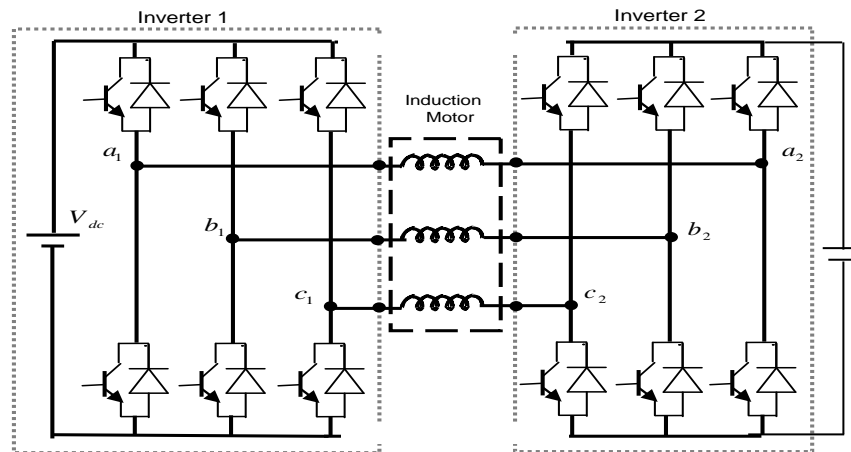 Inverter 1
Inverter 2
Induction
Motor
a1
a2
Vdc
b1
b2
c1
c2